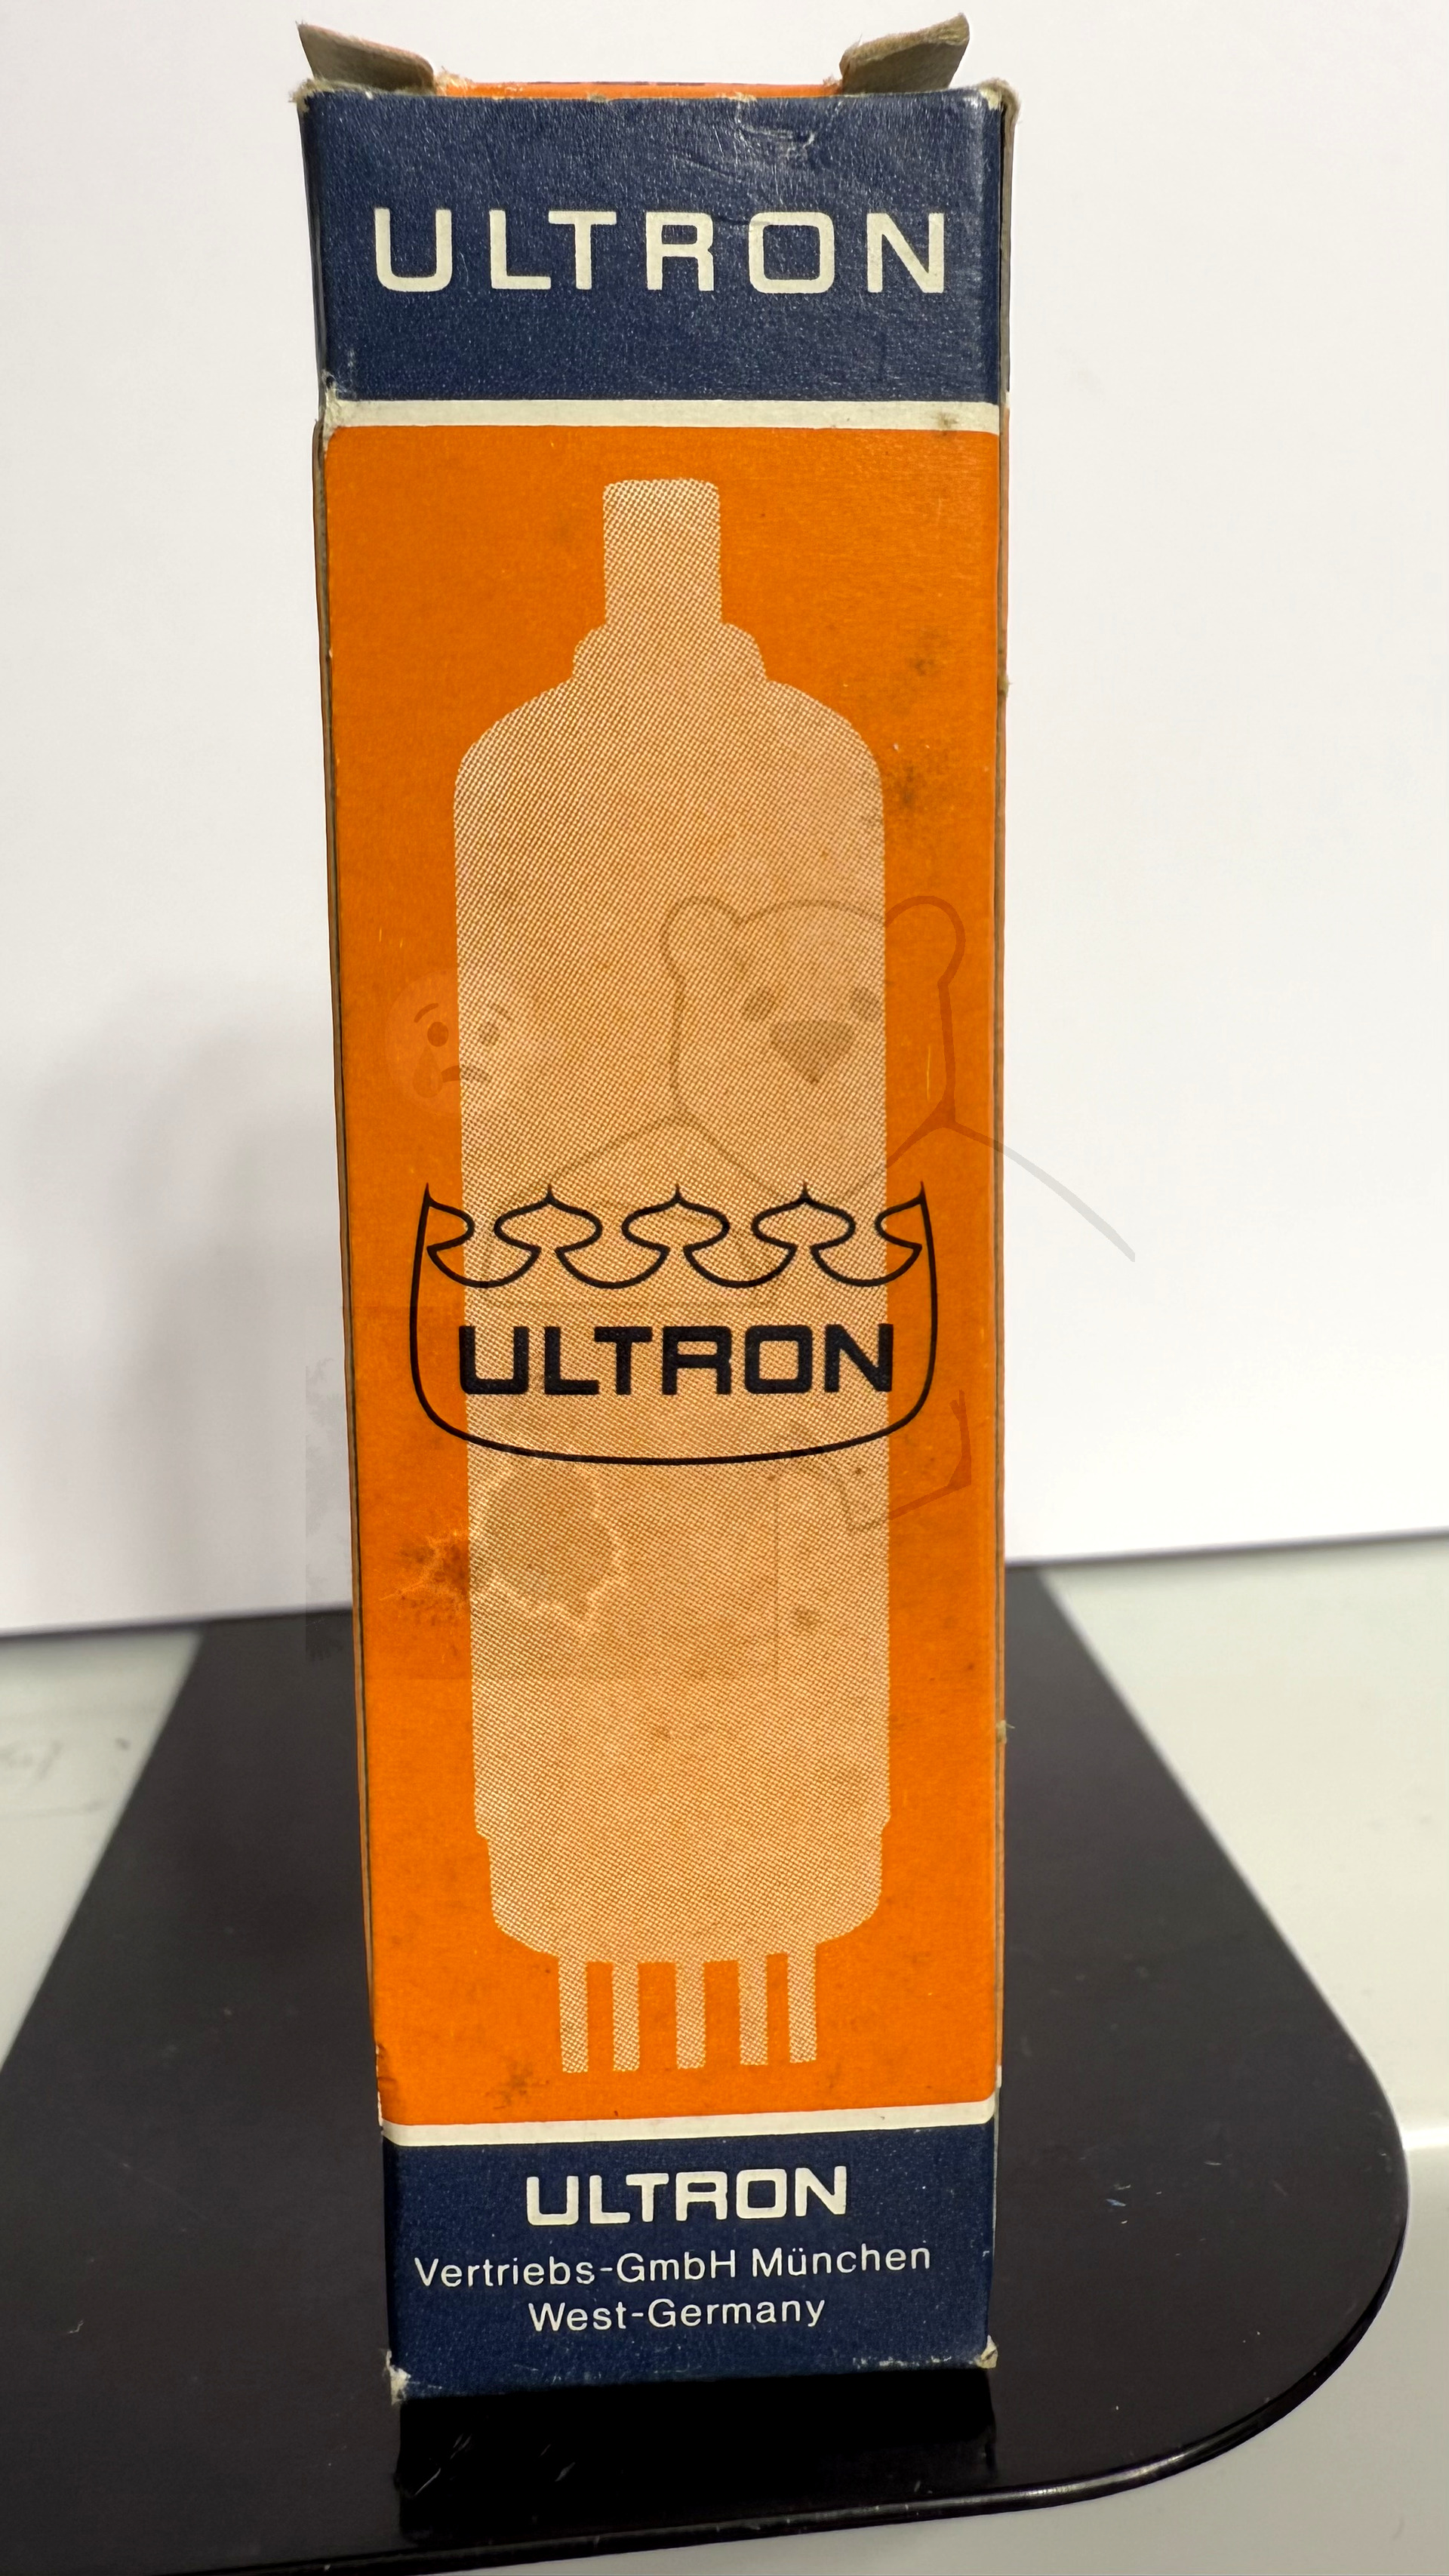 ULTRON
ULTRON
ULTRON
Vertriebs-GmbH München
West-Germany